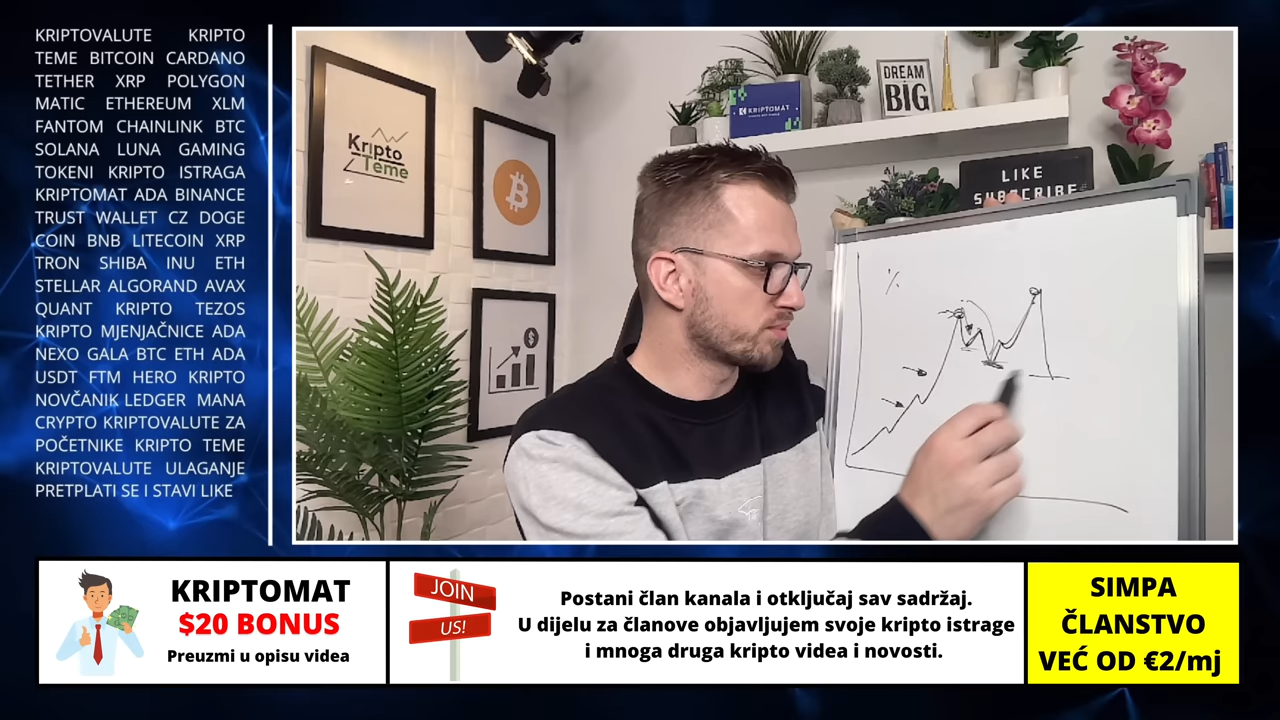 KRIPTOVALUTE KRIPTO
TEME BITCOIN CARDANO
TETHER XRP POLYGON
MATIC ETHEREUM XLM
FANTOM CHAINLINK BTC
SOLANA LUNA GAMING
TOKENI KRIPTO ISTRAGA
KRIPTOMAT ADA BINANCE
TRUST WALLET CZ DOGE
COIN BNB LITECOIN XRP
TRON SHIBA INU ETH
STELLAR ALGORAND AVAX
QUANT KRIPTO TEZOS
KRIPTO MJENJAČNICE ADA
NEXO GALA BTC ETH ADA
USDT FTM HERO KRIPTO
NOVČANIK LEDGER MANA
CRYPTO KRIPTOVALUTE ZA
POČETNIKE KRIPTO TEME
KRIPTOVALUTE ULAGANJE
PRETPLATI SE I STAVI LIKE
Kripto
Teme
KRIPTOMAT
DREAM
BIG
LIKE
SUBSCRIBE
%
KRIPTOMAT
$20 BONUS
Preuzmi u opisu videa
JOIN
US!
Postani član kanala i otključaj sav sadržaj.
U dijelu za članove objavljujem svoje kripto istrage
i mnoga druga kripto videa i novosti.
SIMPA
ČLANSTVO
VEĆ OD €2/mj